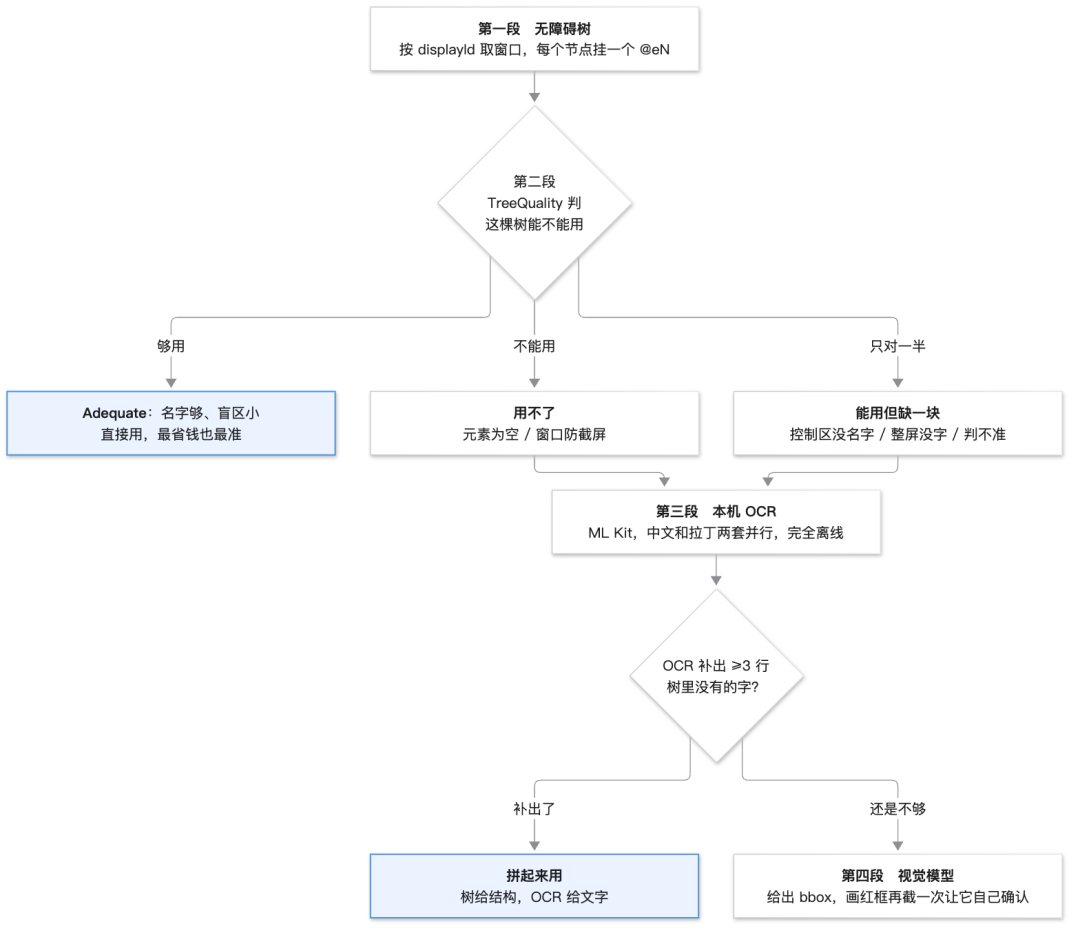 第一段　无障碍树
按 displayId 取窗口，每个节点挂一个 @eN
第二段
TreeQuality 判
这棵树能不能用
够用
不能用
只对一半
Adequate：名字够、盲区小
直接用，最省钱也最准
用不了
元素为空 / 窗口防截屏
能用但缺一块
控制区没名字 / 整屏没字 / 判不准
第三段　本机 OCR
ML Kit，中文和拉丁两套并行，完全离线
OCR 补出 ≥3 行
树里没有的字？
补出了
还是不够
拼起来用
树给结构，OCR 给文字
第四段　视觉模型
给出 bbox，画红框再截一次让它自己确认